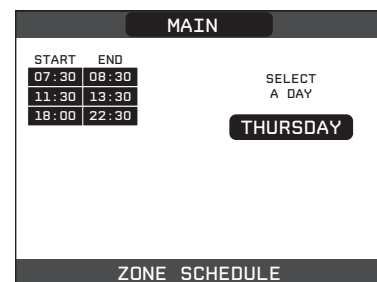 MAIN
START END
07:30 08:30
11:30 13:30
18:00 22:30
SELECT
A DAY
THURSDAY
ZONE SCHEDULE